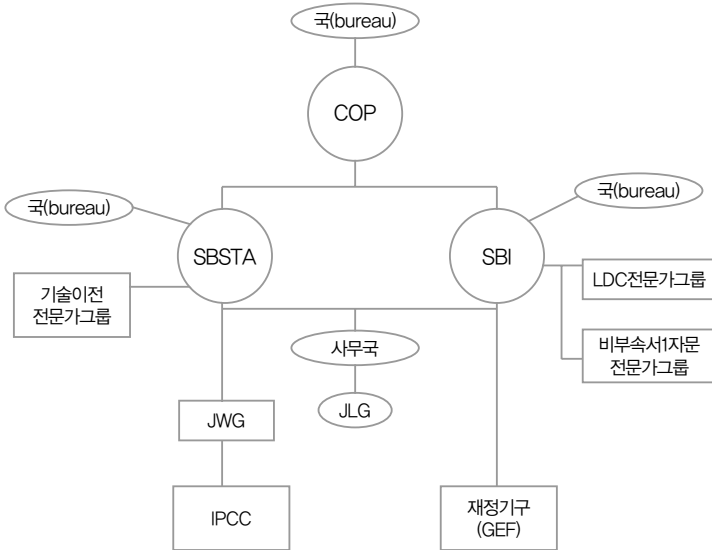 국(bureau)
COP
국(bureau)
국(bureau)
SBSTA
SBI
기술이전
전문가그룹
LDC전문가그룹
비부속서1자문
전문가그룹
사무국
JWG
JLG
IPCC
재정기구
(GEF)